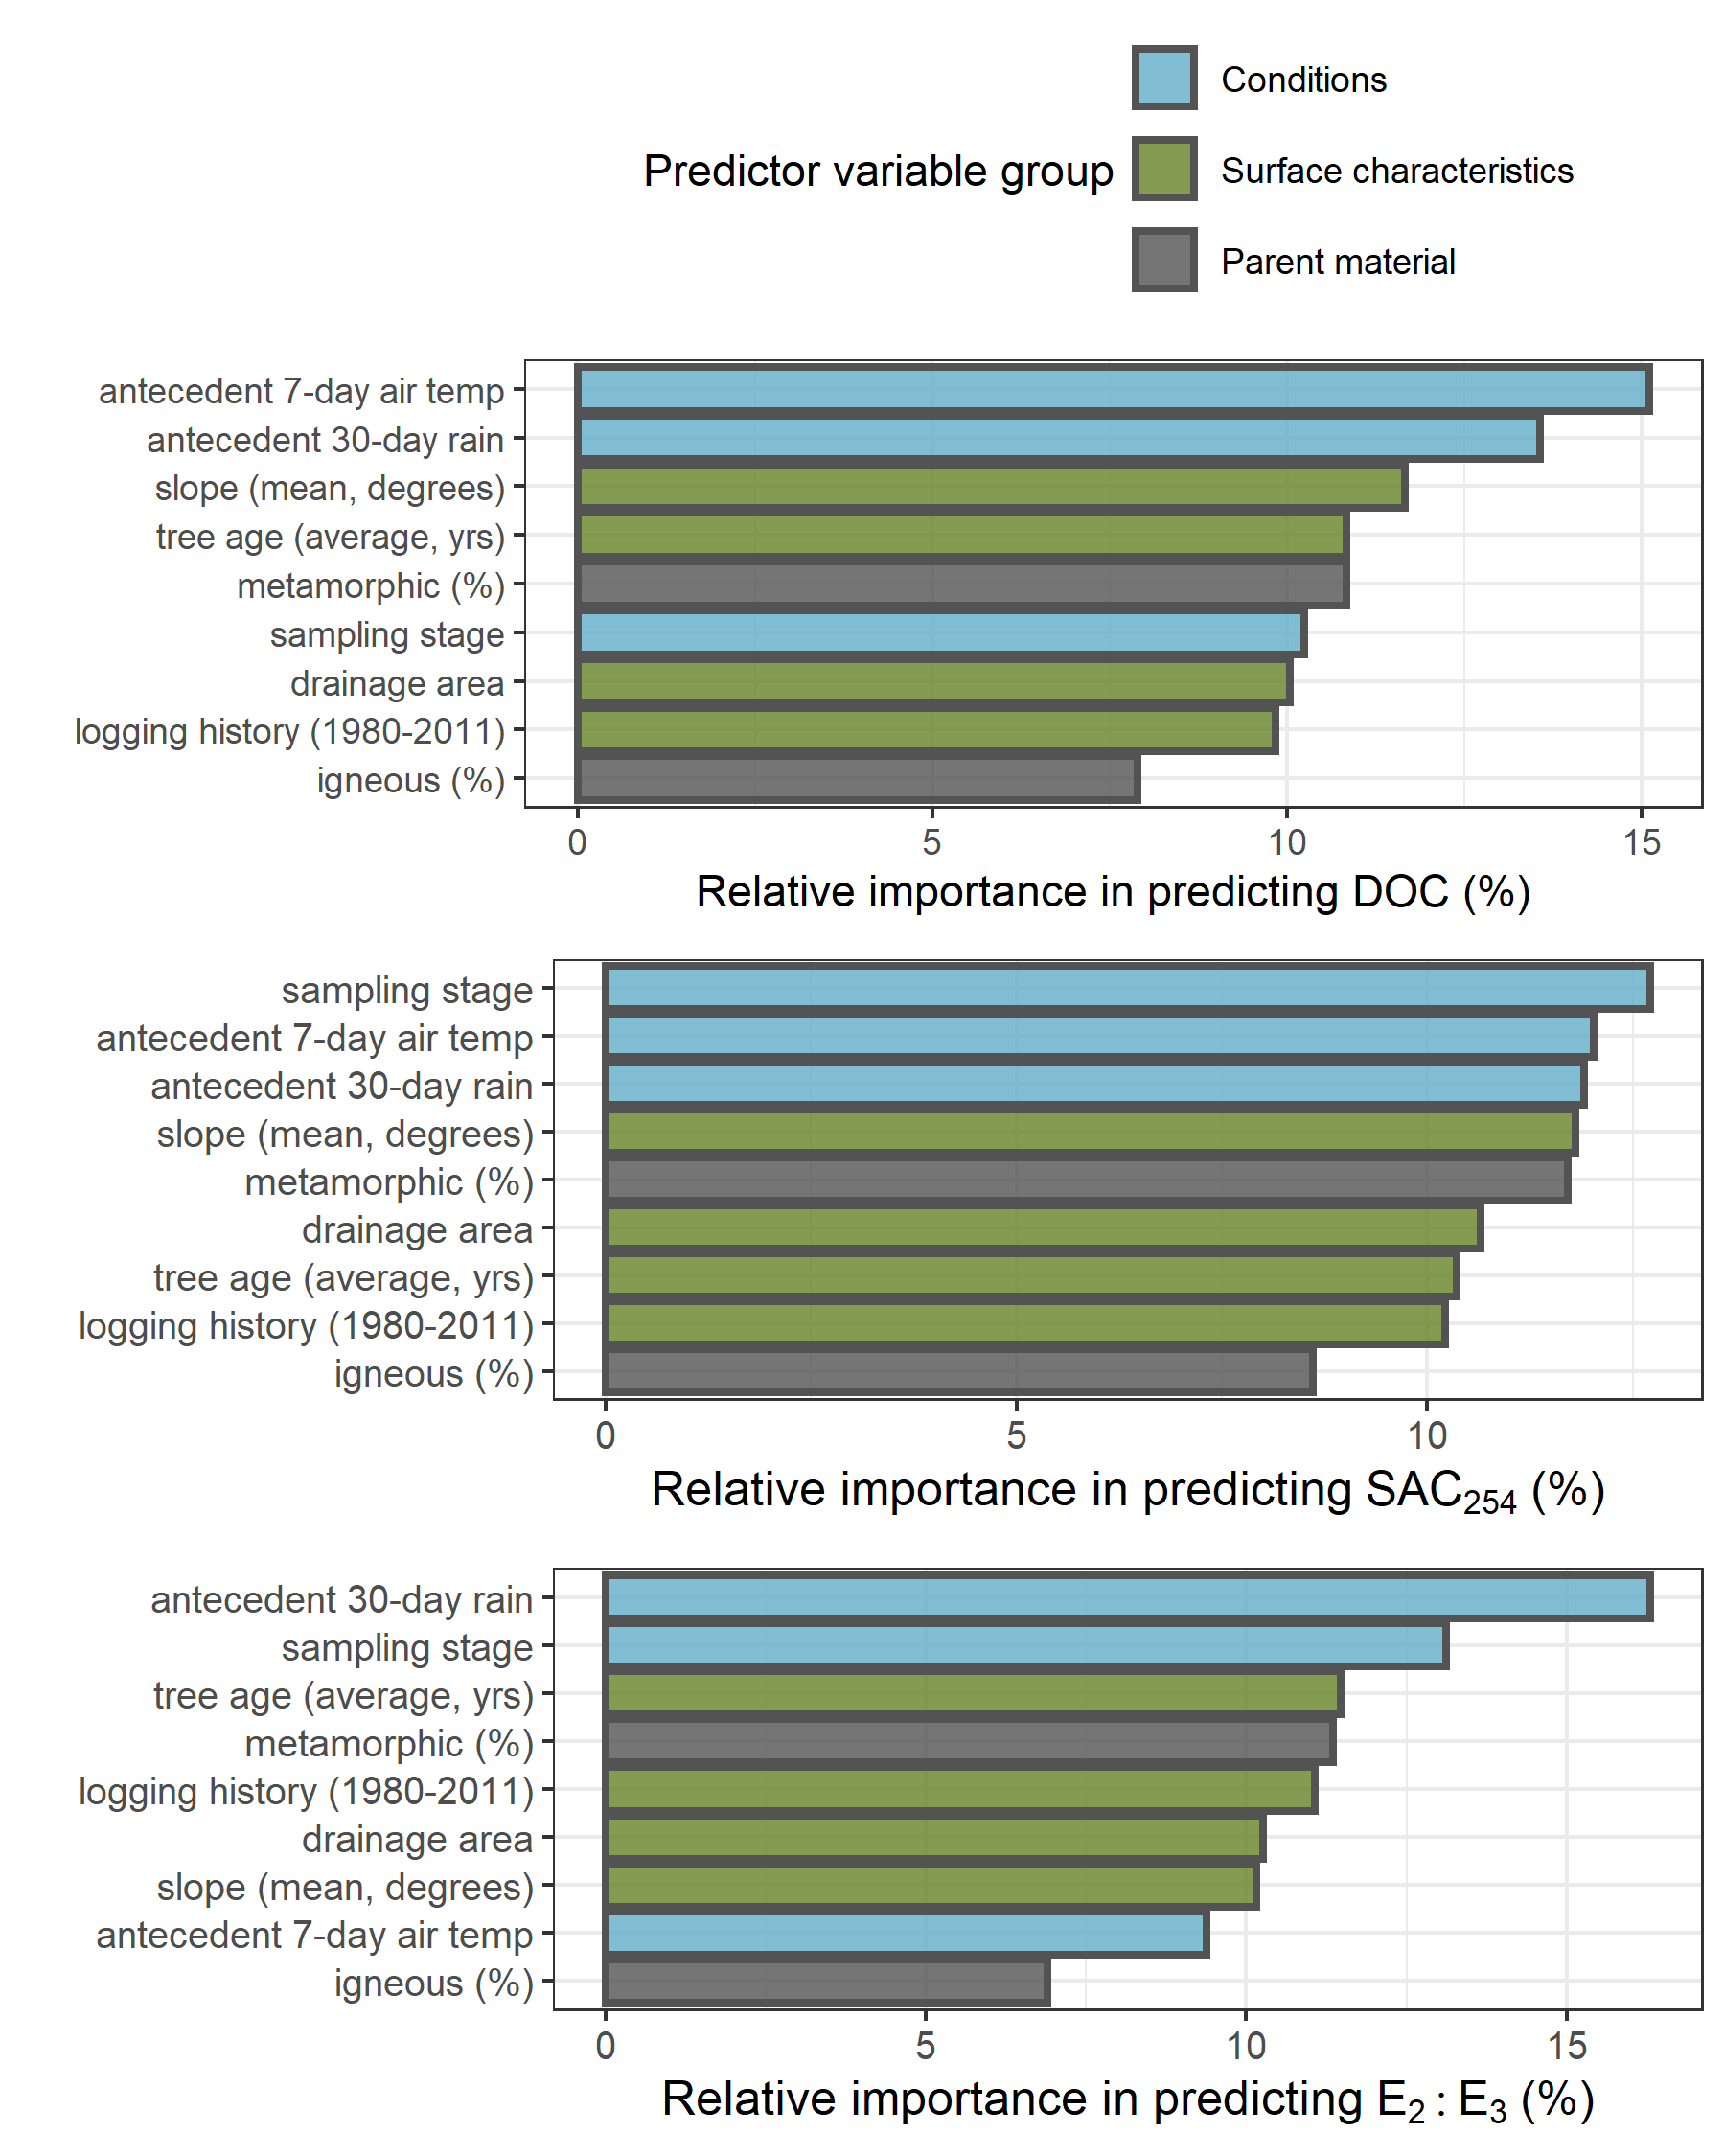 Conditions
Predictor variable group
Surface characteristics
Parent material
antecedent 7-day air temp
antecedent 30-day rain
slope (mean, degrees)
tree age (average, yrs)
metamorphic (%)
sampling stage
drainage area
logging history (1980-2011)
igneous (%)
0 5 10 15
Relative importance in predicting DOC (%)
sampling stage
antecedent 7-day air temp
antecedent 30-day rain
slope (mean, degrees)
metamorphic (%)
drainage area
tree age (average, yrs)
logging history (1980-2011)
igneous (%)
0 5 10
Relative importance in predicting SAC₂₅₄ (%)
antecedent 30-day rain
sampling stage
tree age (average, yrs)
metamorphic (%)
logging history (1980-2011)
drainage area
slope (mean, degrees)
antecedent 7-day air temp
igneous (%)
0 5 10 15
Relative importance in predicting E₂ : E₃ (%)